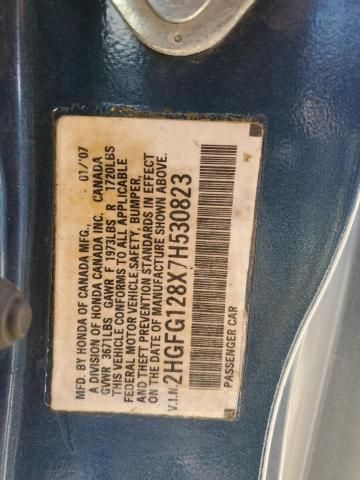 MFD. BY HONDA OF CANADA MFG., 01/'07
A DIVISION OF HONDA CANADA INC. CANADA
GVWR 3671LBS GAWR F 1973LBS R 1720LBS
THIS VEHICLE CONFORMS TO ALL APPLICABLE
FEDERAL MOTOR VEHICLE SAFETY, BUMPER,
AND THEFT PREVENTION STANDARDS IN EFFECT
ON THE DATE OF MANUFACTURE SHOWN ABOVE.
V.I.N. 2HGFG128X7H530823
PASSENGER CAR